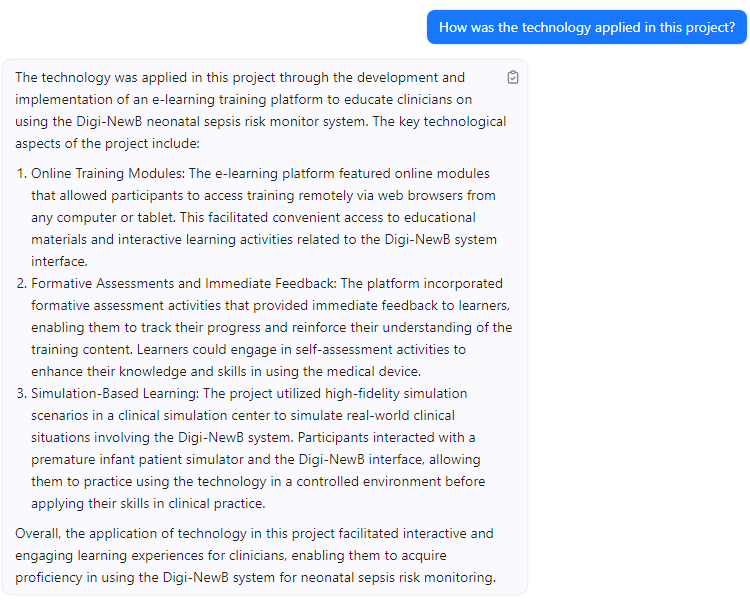 How was the technology applied in this project?
The technology was applied in this project through the development and
implementation of an e-learning training platform to educate clinicians on
using the Digi-NewB neonatal sepsis risk monitor system. The key technological
aspects of the project include:
1. Online Training Modules: The e-learning platform featured online modules
that allowed participants to access training remotely via web browsers from
any computer or tablet. This facilitated convenient access to educational
materials and interactive learning activities related to the Digi-NewB system
interface.
2. Formative Assessments and Immediate Feedback: The platform incorporated
formative assessment activities that provided immediate feedback to learners,
enabling them to track their progress and reinforce their understanding of the
training content. Learners could engage in self-assessment activities to
enhance their knowledge and skills in using the medical device.
3. Simulation-Based Learning: The project utilized high-fidelity simulation
scenarios in a clinical simulation center to simulate real-world clinical
situations involving the Digi-NewB system. Participants interacted with a
premature infant patient simulator and the Digi-NewB interface, allowing
them to practice using the technology in a controlled environment before
applying their skills in clinical practice.
Overall, the application of technology in this project facilitated interactive and
engaging learning experiences for clinicians, enabling them to acquire
proficiency in using the Digi-NewB system for neonatal sepsis risk monitoring.